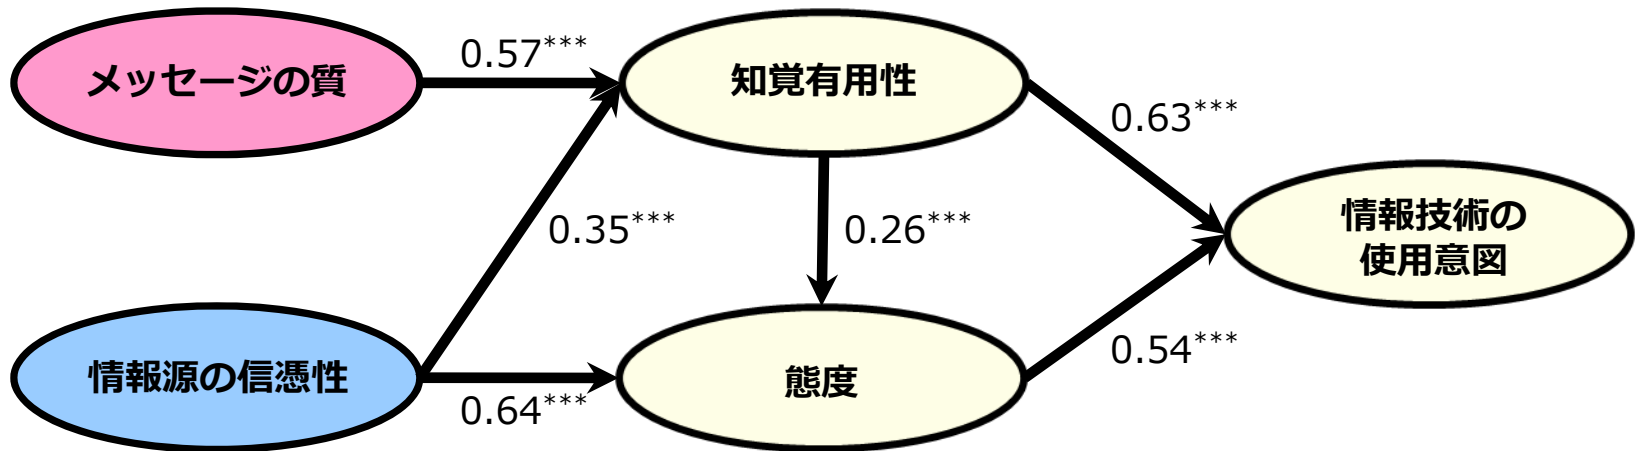 メッセージの質
0.57***
知覚有用性
0.63***
0.35***
0.26***
情報技術の
使用意図
情報源の信憑性
0.64***
態度
0.54***